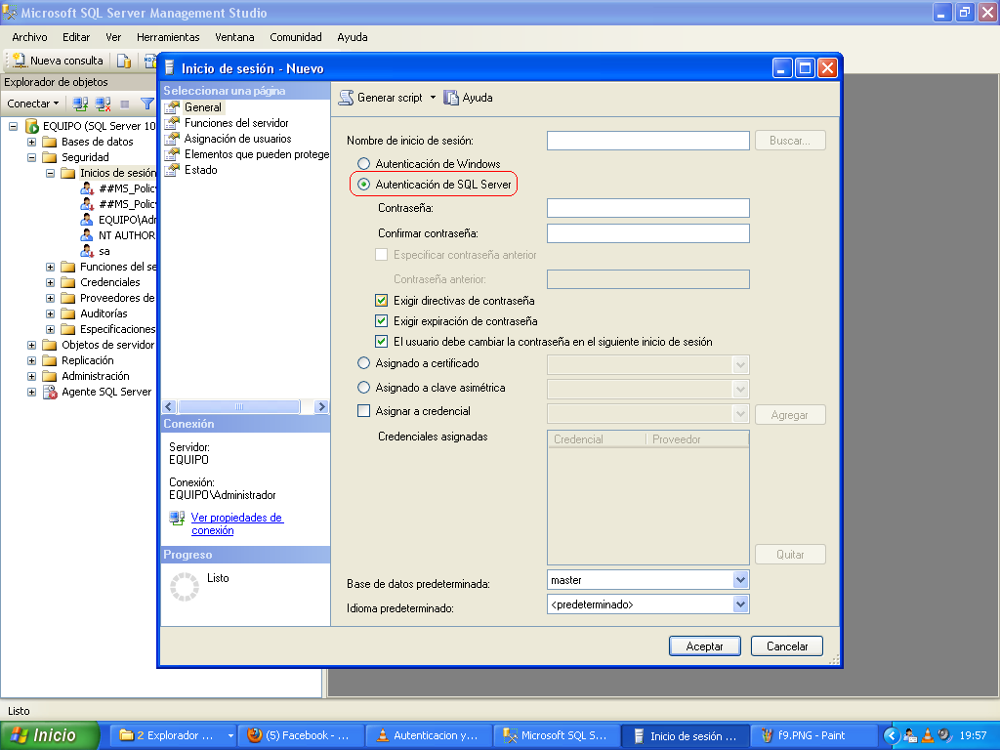 Microsoft SQL Server Management Studio
Archivo Editar Ver Herramientas Ventana Comunidad Ayuda
Nueva consulta
Explorador de objetos
Conectar
EQUIPO (SQL Server 10
Bases de datos
Seguridad
Inicios de sesión
##MS_Polic
##MS_Polic
EQUIPO\Adr
NT AUTHOR
sa
Funciones del se
Credenciales
Proveedores de
Auditorías
Especificaciones
Objetos de servidor
Replicación
Administración
Agente SQL Server
Inicio de sesión - Nuevo
Seleccionar una página
General
Funciones del servidor
Asignación de usuarios
Elementos que pueden protege
Estado
Conexión
Servidor:
EQUIPO
Conexión:
EQUIPO\Administrador
Ver propiedades de
conexión
Progreso
Listo
Generar script Ayuda
Nombre de inicio de sesión: Buscar...
Autenticación de Windows
Autenticación de SQL Server
Contraseña:
Confirmar contraseña:
Especificar contraseña anterior
Contraseña anterior:
Exigir directivas de contraseña
Exigir expiración de contraseña
El usuario debe cambiar la contraseña en el siguiente inicio de sesión
Asignado a certificado
Asignado a clave asimétrica
Asignar a credencial Agregar
Credenciales asignadas Credencial Proveedor
Quitar
Base de datos predeterminada: master
Idioma predeterminado: <predeterminado>
Aceptar Cancelar
Listo
Inicio 2 Explorador ... (5) Facebook - ... Autenticacion y... Microsoft SQL S... Inicio de sesión ... f9.PNG - Paint 19:57